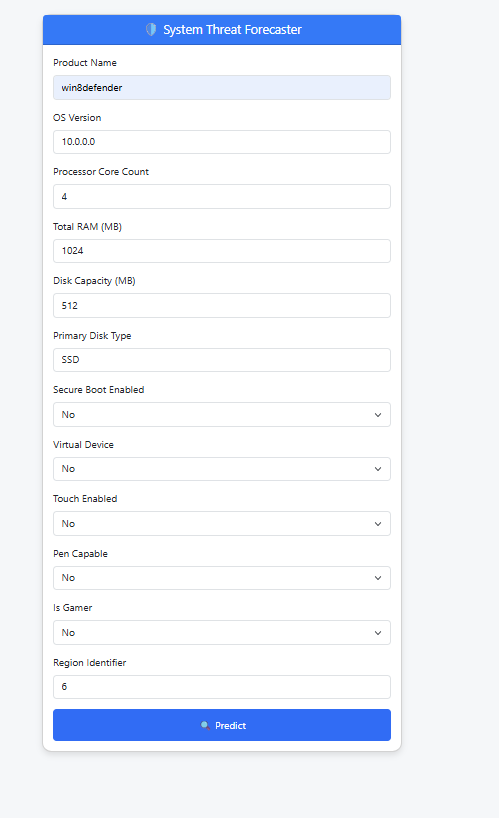 System Threat Forecaster
Product Name
win8defender
OS Version
10.0.0.0
Processor Core Count
4
Total RAM (MB)
1024
Disk Capacity (MB)
512
Primary Disk Type
SSD
Secure Boot Enabled
No
Virtual Device
No
Touch Enabled
No
Pen Capable
No
Is Gamer
No
Region Identifier
6
Predict